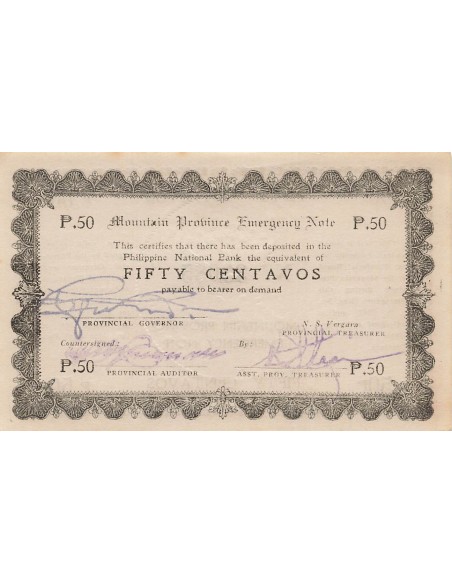 ₱.50 Mountain Province Emergency Note ₱.50
This certifies that there has been deposited in the
Philippine National Bank the equivalent of
FIFTY CENTAVOS
payable to bearer on demand
PROVINCIAL GOVERNOR
N. S. Vergara
PROVINCIAL TREASURER
Countersigned: By:
₱.50 PROVINCIAL AUDITOR ASST. PROV. TREASURER ₱.50